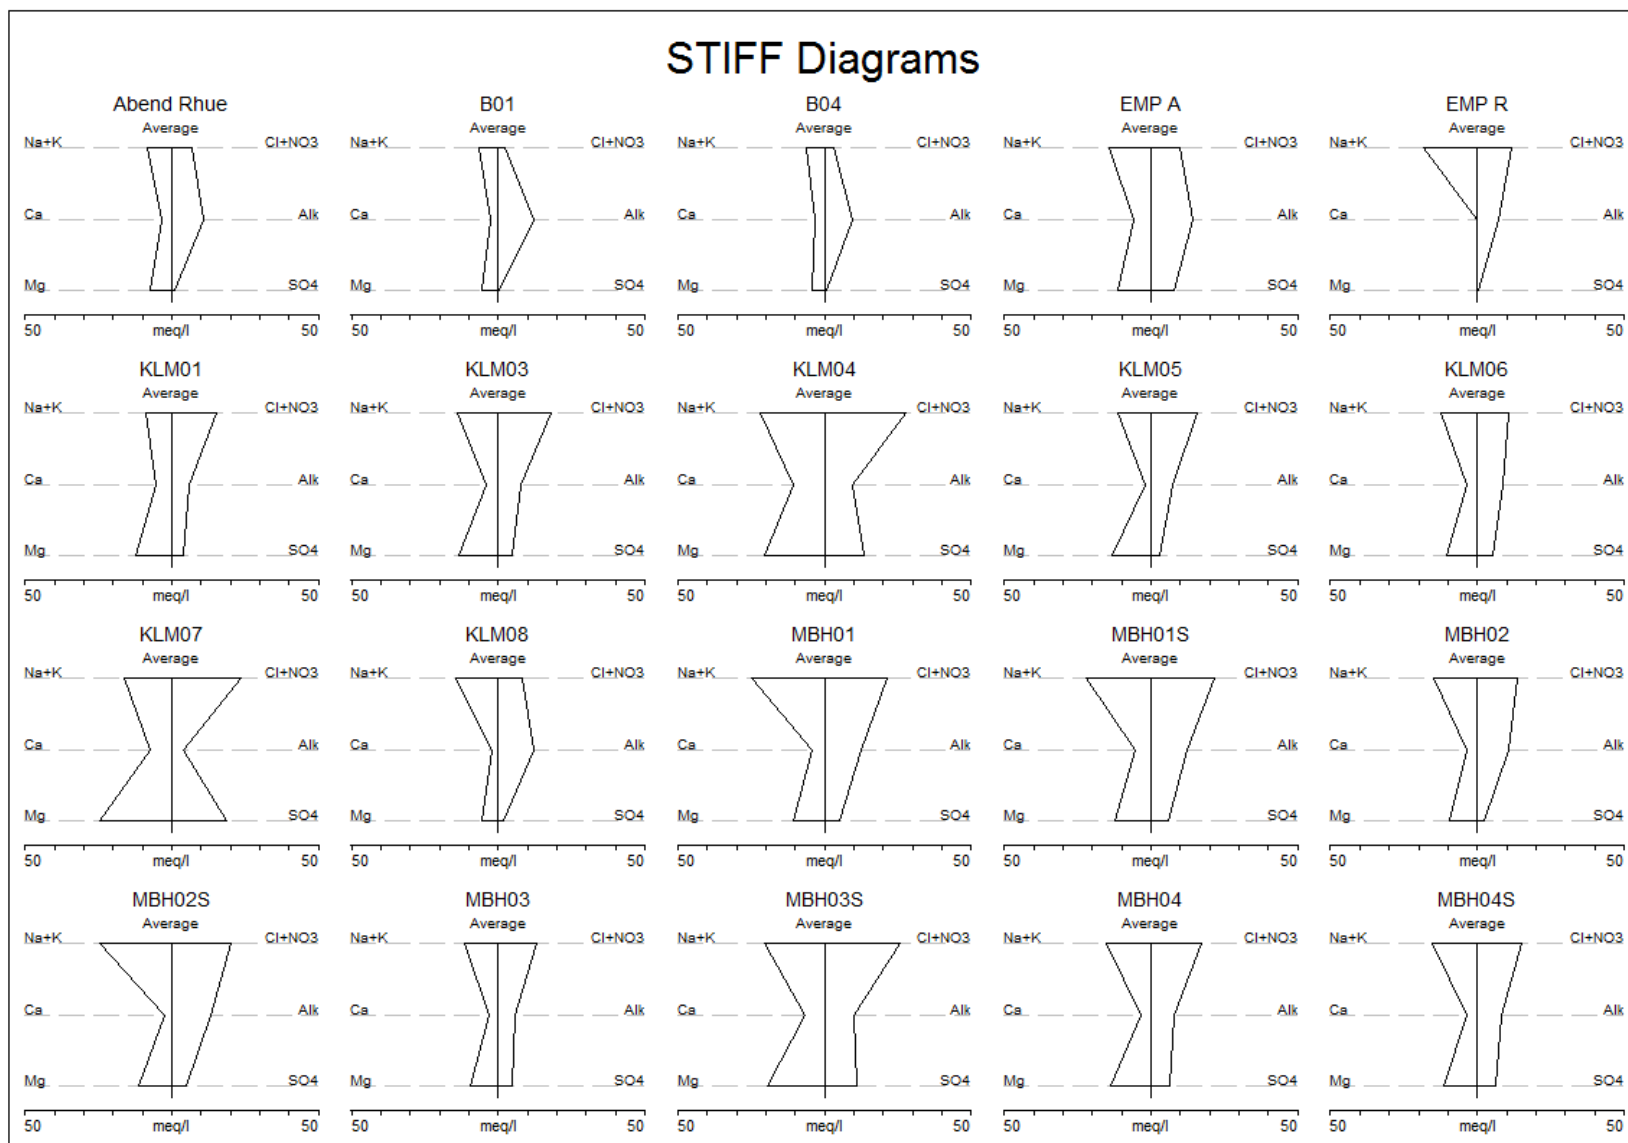 STIFF Diagrams
Abend Rhue B01 B04 EMP A EMP R
Average Average Average Average Average
Na+K Cl+NO3 Na+K Cl+NO3 Na+K Cl+NO3 Na+K Cl+NO3 Na+K Cl+NO3
Ca Alk Ca Alk Ca Alk Ca Alk Ca Alk
Mg SO4 Mg SO4 Mg SO4 Mg SO4 Mg SO4
50 meq/l 50 50 meq/l 50 50 meq/l 50 50 meq/l 50 50 meq/l 50
KLM01 KLM03 KLM04 KLM05 KLM06
Average Average Average Average Average
Na+K Cl+NO3 Na+K Cl+NO3 Na+K Cl+NO3 Na+K Cl+NO3 Na+K Cl+NO3
Ca Alk Ca Alk Ca Alk Ca Alk Ca Alk
Mg SO4 Mg SO4 Mg SO4 Mg SO4 Mg SO4
50 meq/l 50 50 meq/l 50 50 meq/l 50 50 meq/l 50 50 meq/l 50
KLM07 KLM08 MBH01 MBH01S MBH02
Average Average Average Average Average
Na+K Cl+NO3 Na+K Cl+NO3 Na+K Cl+NO3 Na+K Cl+NO3 Na+K Cl+NO3
Ca Alk Ca Alk Ca Alk Ca Alk Ca Alk
Mg SO4 Mg SO4 Mg SO4 Mg SO4 Mg SO4
50 meq/l 50 50 meq/l 50 50 meq/l 50 50 meq/l 50 50 meq/l 50
MBH02S MBH03 MBH03S MBH04 MBH04S
Average Average Average Average Average
Na+K Cl+NO3 Na+K Cl+NO3 Na+K Cl+NO3 Na+K Cl+NO3 Na+K Cl+NO3
Ca Alk Ca Alk Ca Alk Ca Alk Ca Alk
Mg SO4 Mg SO4 Mg SO4 Mg SO4 Mg SO4
50 meq/l 50 50 meq/l 50 50 meq/l 50 50 meq/l 50 50 meq/l 50